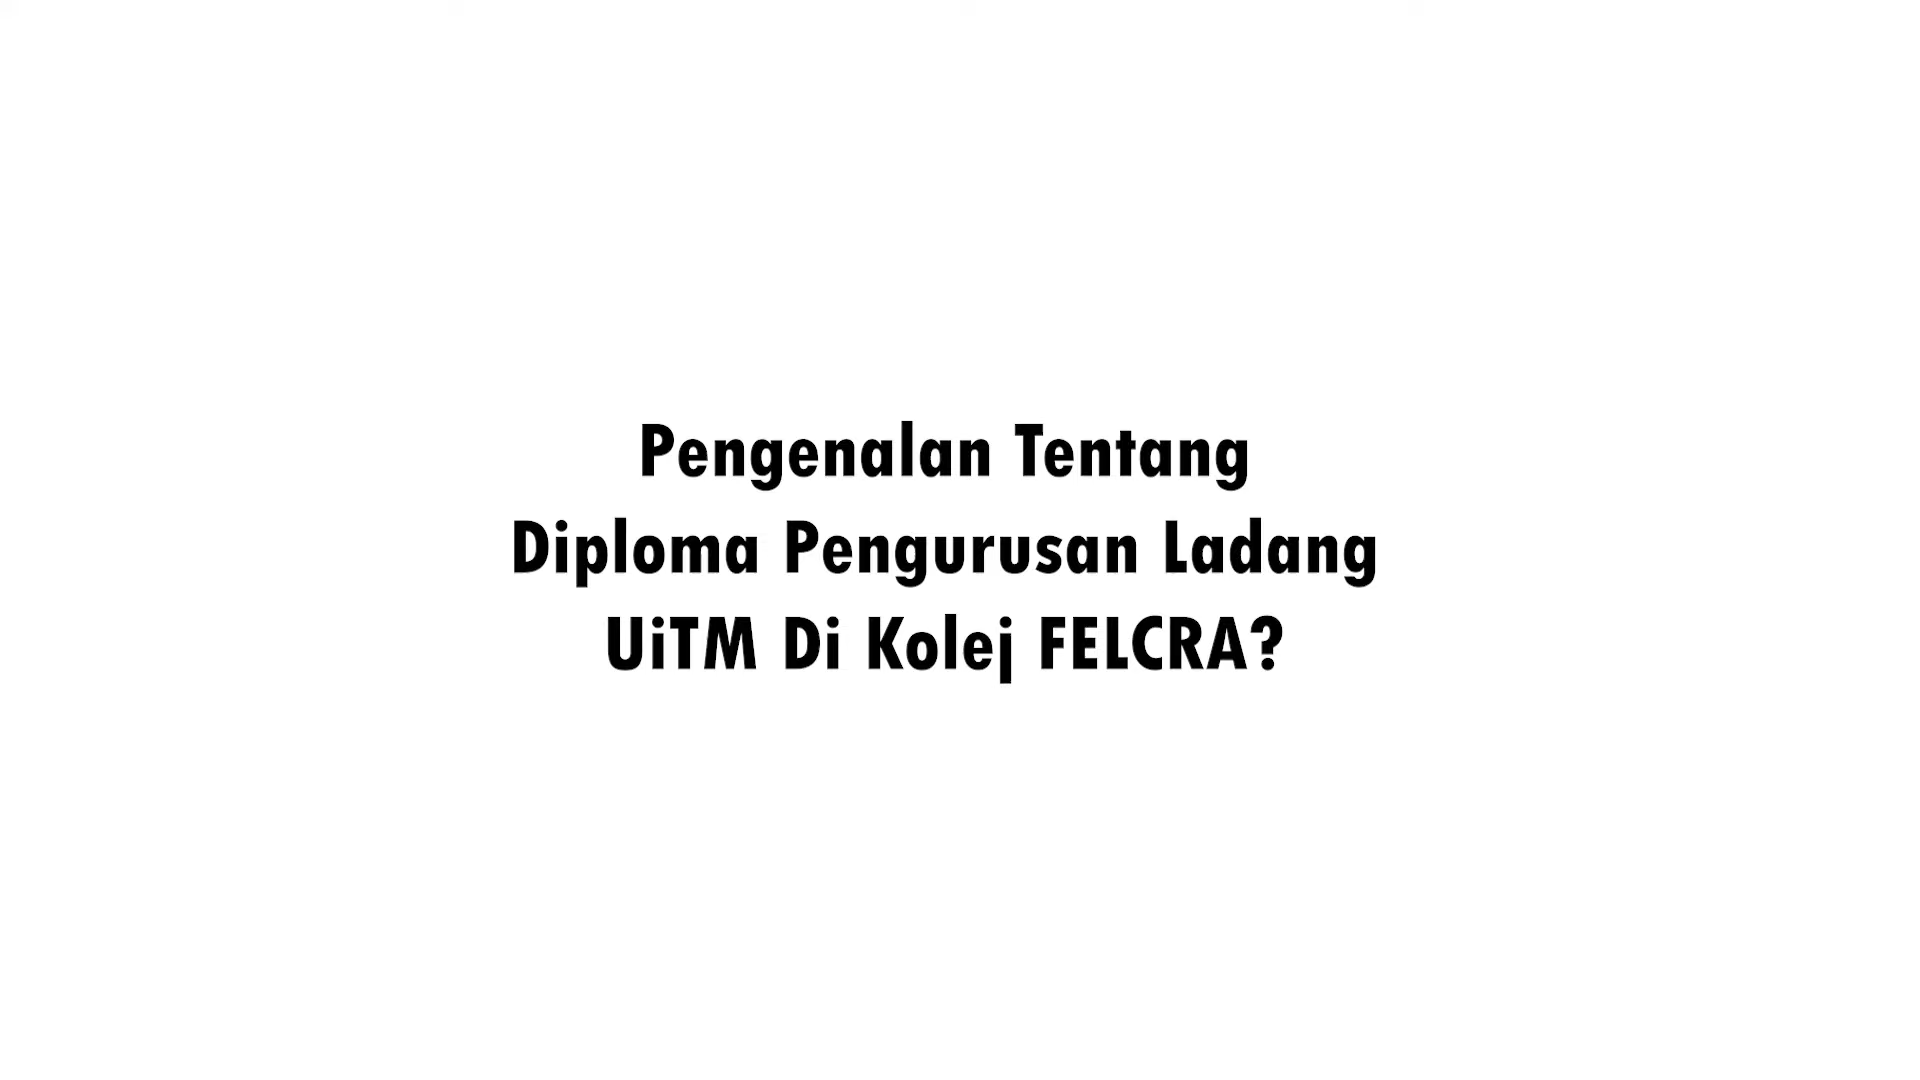 Pengenalan Tentang
Diploma Pengurusan Ladang
UiTM Di Kolej FELCRA?